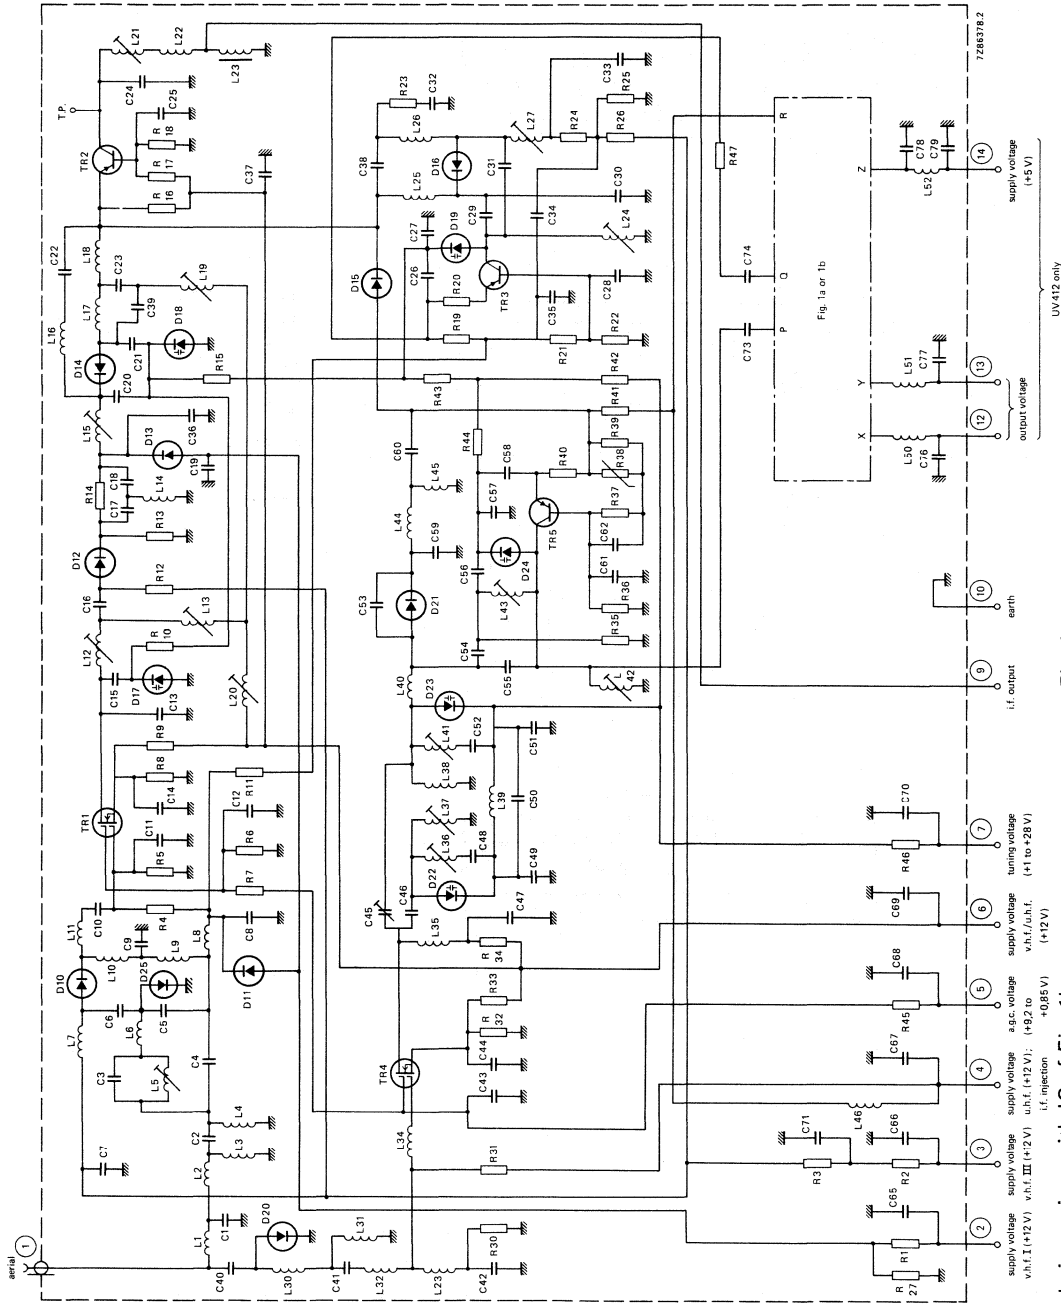 aerial
1
T.P.
C22
L16
L21
L22
L23
C24
C25
TR2
R
18
R
17
R
16
C37
L18
C23
L17
L19
C39
D18
D14
C21
C20
R15
L15
D13
C36
C19
R14
C18
C17
L14
R13
D12
R12
C16
L13
L12
R
10
C15
D17
C13
L20
R9
R8
C14
R11
TR1
C11
R5
C12
R6
R7
C10
L11
R4
C9
L9
L8
C8
L10
D10
D25
D11
C6
C5
L7
L6
C3
L5
C4
C7
L4
C2
L3
L2
C1
L1
D20
C40
L30
L31
C41
L32
L23
C42
R30
R23
C32
L26
C38
L25
D16
C31
L27
C33
R25
R24
R26
C30
C34
L24
C27
D19
C29
C26
R20
TR3
C28
D15
R19
C35
R21
R22
R43
R42
R41
R39
R38
R37
R44
C60
L45
C58
R40
C57
TR5
L44
C59
C56
D24
C62
C61
C53
D21
L43
R36
R35
C54
C55
L
42
L40
D23
L41
C52
C51
L38
L39
C50
L37
L36
C48
C49
D22
C46
C45
C47
L35
R
34
R33
R
32
TR4
C44
C43
L34
R31
R47
C74
C73
R
Q
P
Fig. 1a or 1b
Z
Y
X
C78
C79
L52
L51
C77
L50
C76
C70
R46
C69
C68
R45
C67
L46
C71
R3
C66
R2
C65
R1
R
27
2
supply voltage
v.h.f. I (+12 V)
3
supply voltage
v.h.f. III (+12 V)
4
supply voltage
u.h.f. (+12 V);
i.f. injection
5
a.g.c. voltage
(+9,2 to
+0,85 V)
6
supply voltage
v.h.f./u.h.f.
(+12 V)
7
tuning voltage
(+1 to +28 V)
9
i.f. output
10
earth
12
13
output voltage
14
supply voltage
(+5 V)
UV412 only
7Z86378.2